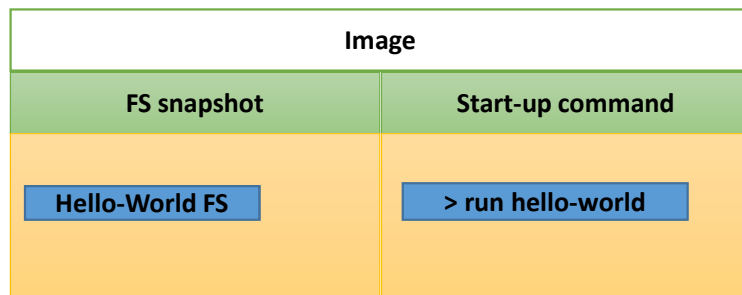 Image
FS snapshot
Start-up command
Hello-World FS
> run hello-world